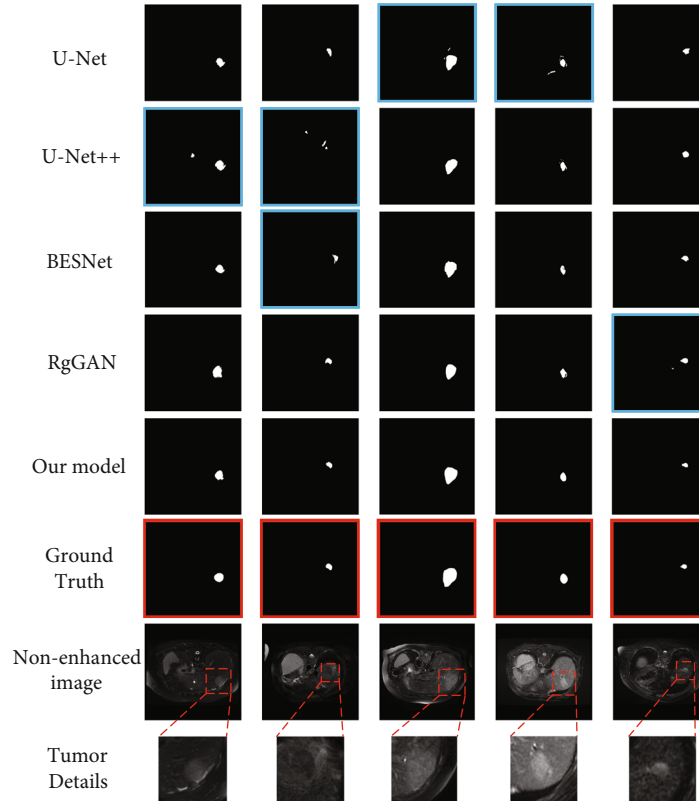 U-Net
U-Net++
BESNet
RgGAN
Our model
Ground
Truth
Non-enhanced
image
Tumor
Details